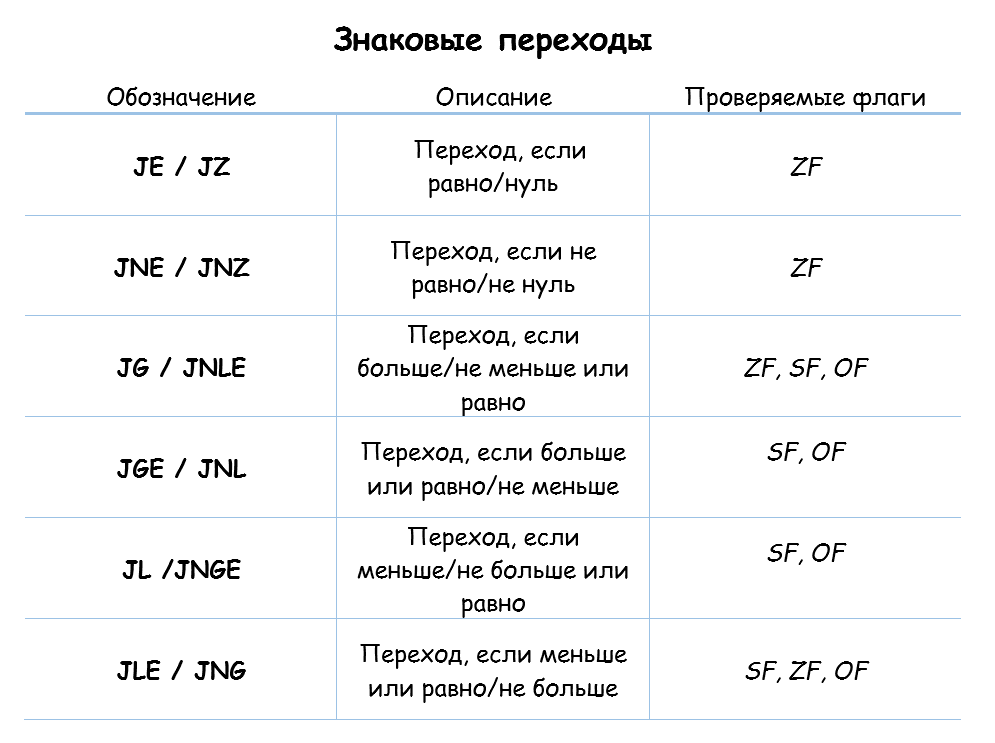 Знаковые переходы
Обозначение Описание Проверяемые флаги
JE / JZ
Переход, если
равно/нуль
ZF
JNE / JNZ
Переход, если не
равно/не нуль
ZF
JG / JNLE
Переход, если
больше/не меньше или
равно
ZF, SF, OF
JGE / JNL
Переход, если больше
или равно/не меньше
SF, OF
JL /JNGE
Переход, если
меньше/не больше или
равно
SF, OF
JLE / JNG
Переход, если меньше
или равно/не больше
SF, ZF, OF